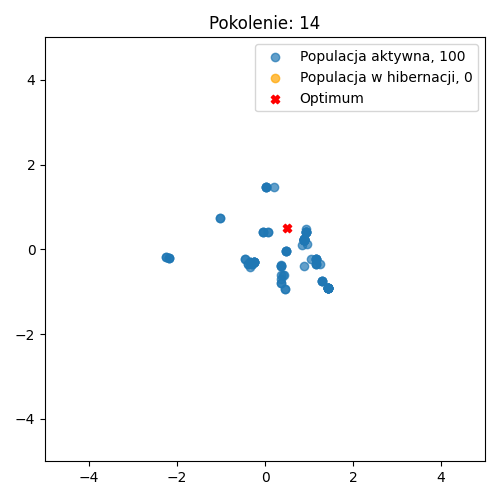 Pokolenie: 14
Populacja aktywna, 100
Populacja w hibernacji, 0
Optimum
4
2
0
−2
−4
−4 −2 0 2 4